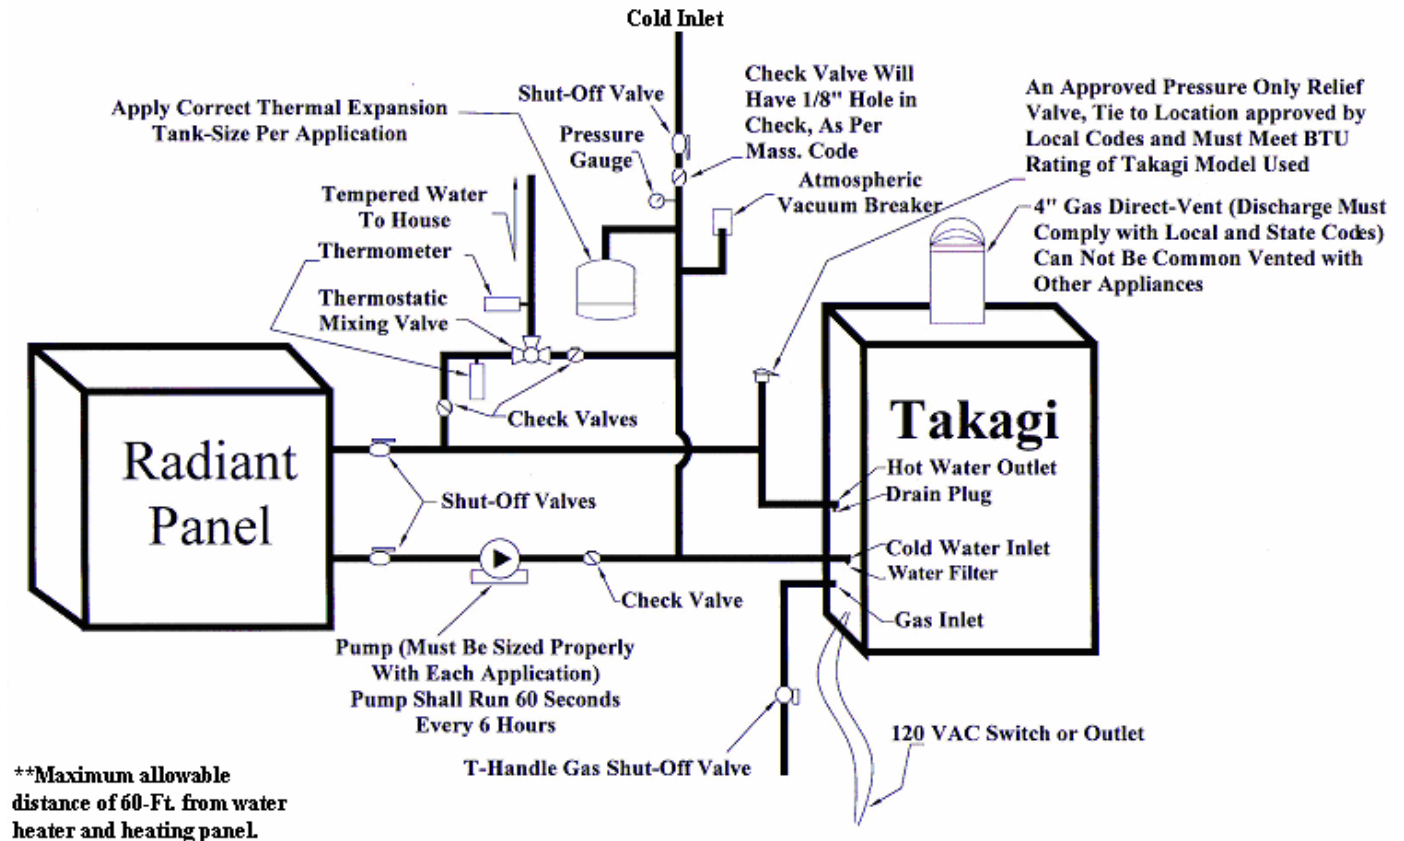 Cold Inlet
Apply Correct Thermal Expansion
Tank-Size Per Application
Shut-Off Valve
Pressure
Gauge
Check Valve Will
Have 1/8" Hole in
Check, As Per
Mass. Code
An Approved Pressure Only Relief
Valve, Tie to Location approved by
Local Codes and Must Meet BTU
Rating of Takagi Model Used
Atmospheric
Vacuum Breaker
Tempered Water
To House
4" Gas Direct-Vent (Discharge Must
Comply with Local and State Codes)
Can Not Be Common Vented with
Other Appliances
Thermometer
Thermostatic
Mixing Valve
Check Valves
Radiant
Panel
Takagi
Hot Water Outlet
Drain Plug
Shut-Off Valves
Cold Water Inlet
Water Filter
Check Valve
Gas Inlet
Pump (Must Be Sized Properly
With Each Application)
Pump Shall Run 60 Seconds
Every 6 Hours
120 VAC Switch or Outlet
T-Handle Gas Shut-Off Valve
**Maximum allowable
distance of 60-Ft. from water
heater and heating panel.